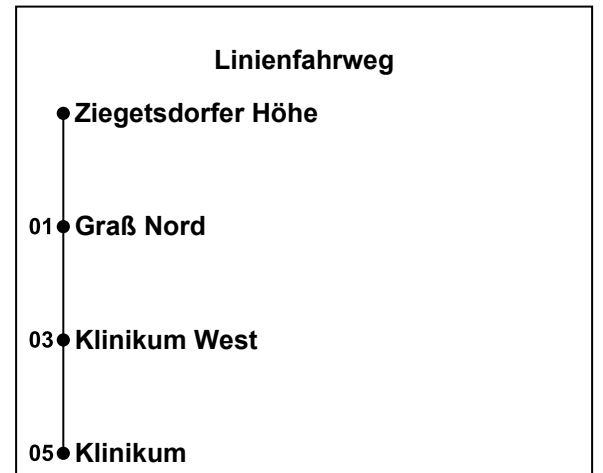 Linienfahrweg
Ziegetsdorfer Höhe
01 Graß Nord
03 Klinikum West
05 Klinikum